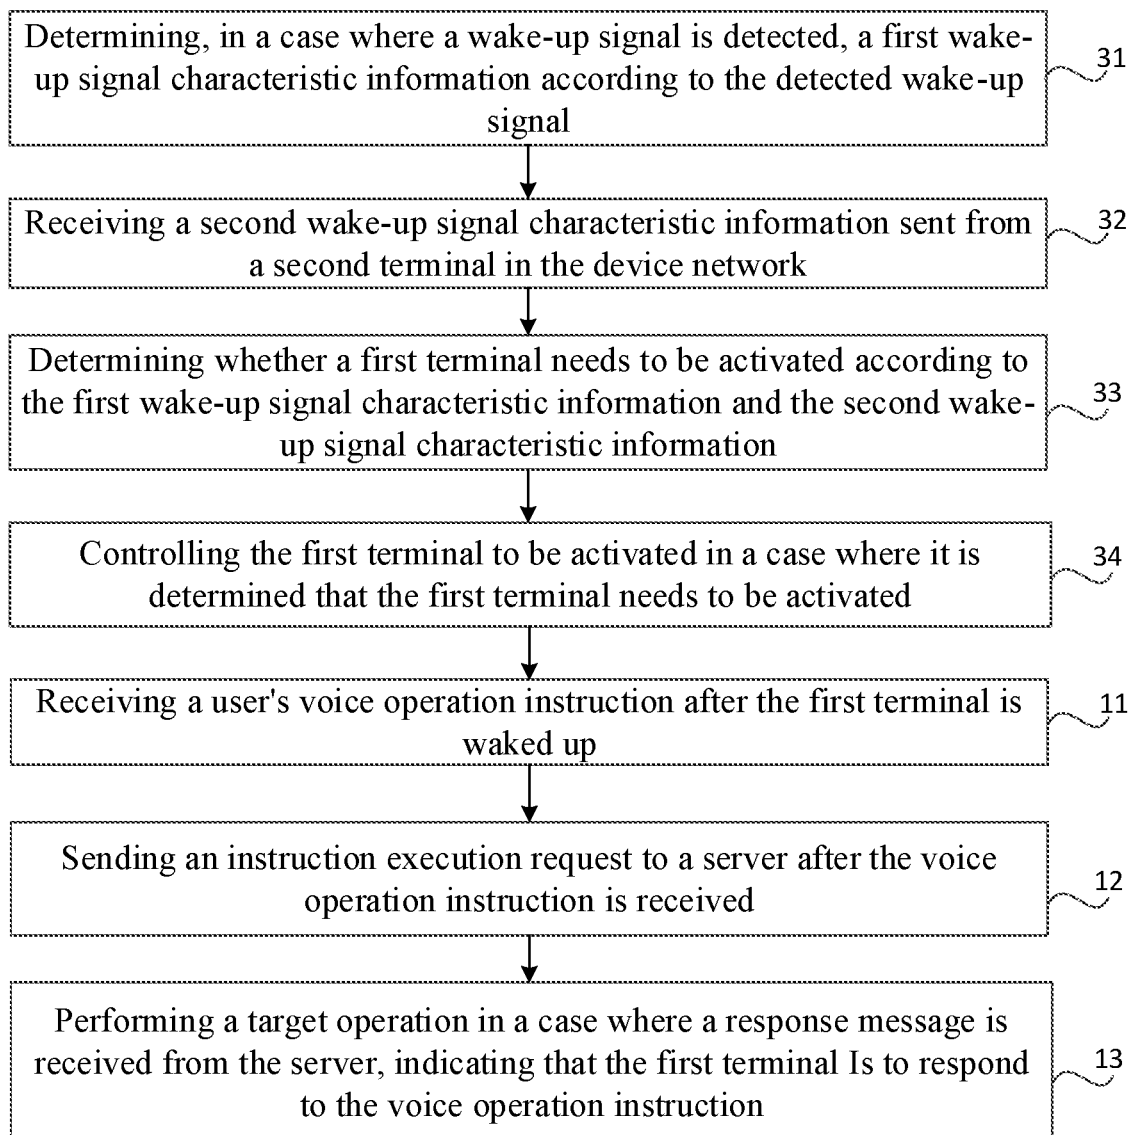 Determining, in a case where a wake-up signal is detected, a first wake-
up signal characteristic information according to the detected wake-up
signal
31
Receiving a second wake-up signal characteristic information sent from
a second terminal in the device network
32
Determining whether a first terminal needs to be activated according to
the first wake-up signal characteristic information and the second wake-
up signal characteristic information
33
Controlling the first terminal to be activated in a case where it is
determined that the first terminal needs to be activated
34
Receiving a user's voice operation instruction after the first terminal is
waked up
11
Sending an instruction execution request to a server after the voice
operation instruction is received
12
Performing a target operation in a case where a response message is
received from the server, indicating that the first terminal Is to respond
to the voice operation instruction
13